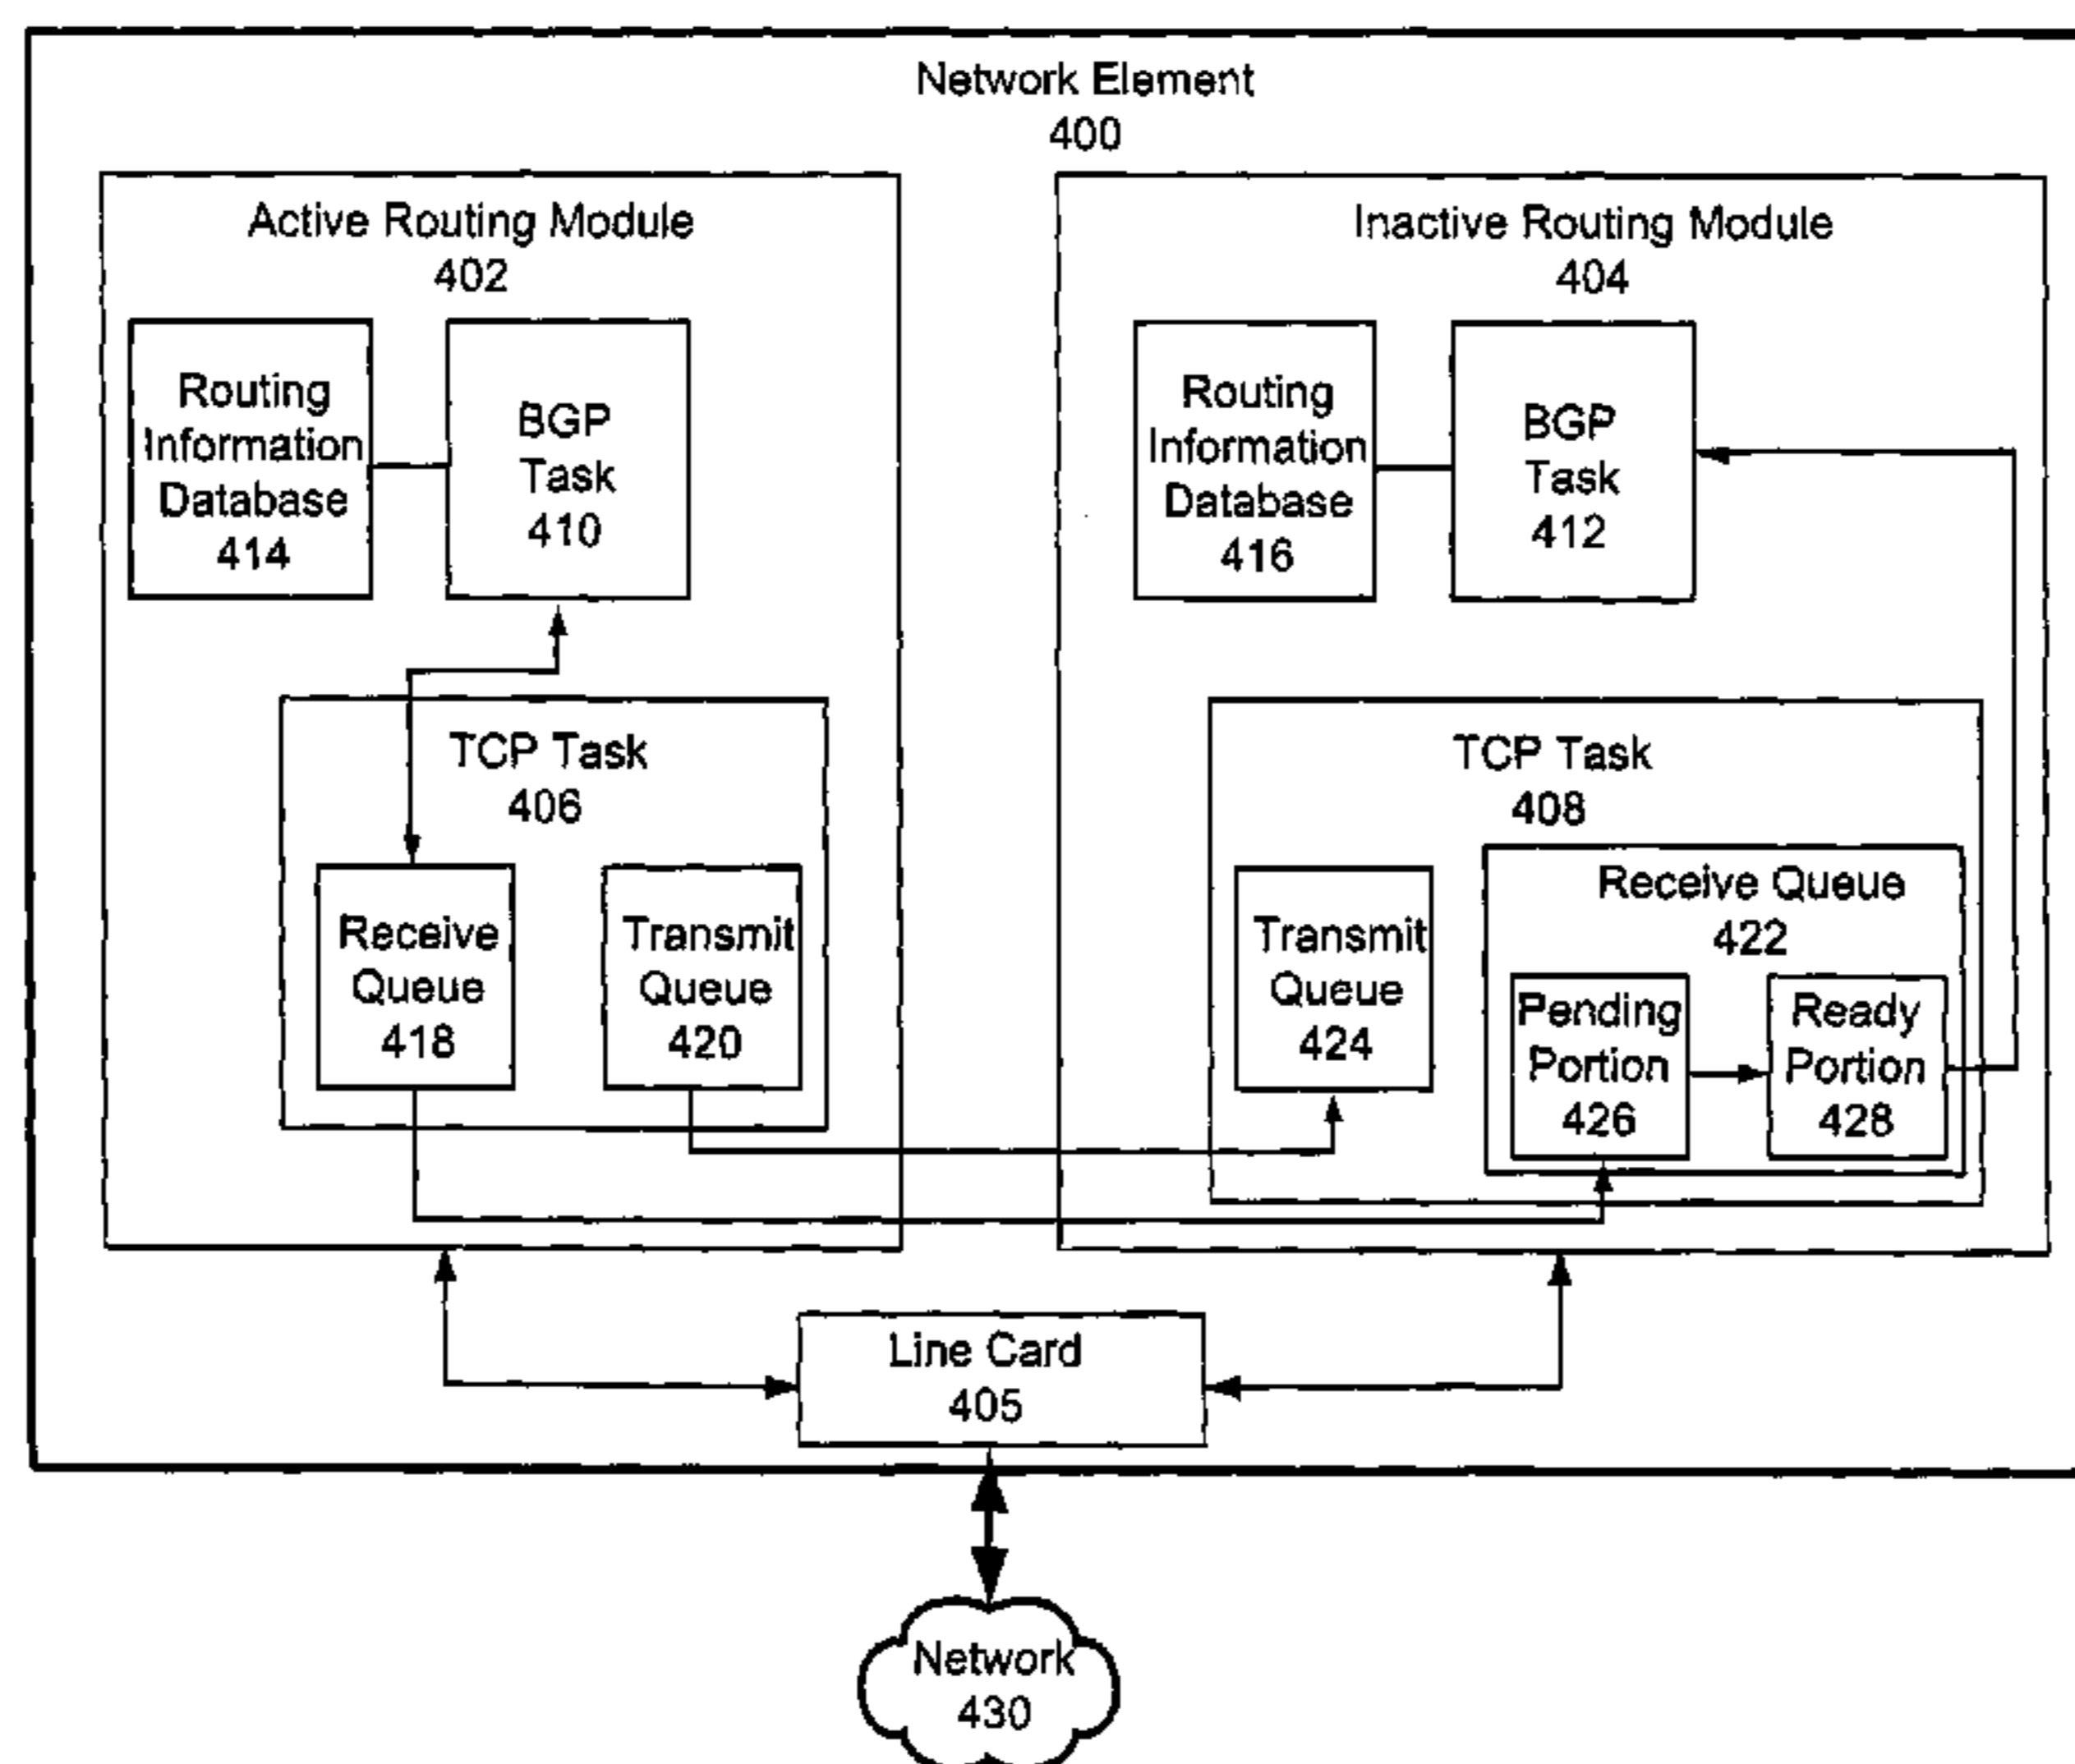 Network Element
400
Active Routing Module
402
Routing
Information
Database
414
BGP
Task
410
TCP Task
406
Receive
Queue
418
Transmit
Queue
420
Inactive Routing Module
404
Routing
Information
Database
416
BGP
Task
412
TCP Task
408
Transmit
Queue
424
Receive Queue
422
Pending
Portion
426
Ready
Portion
428
Line Card
405
Network
430